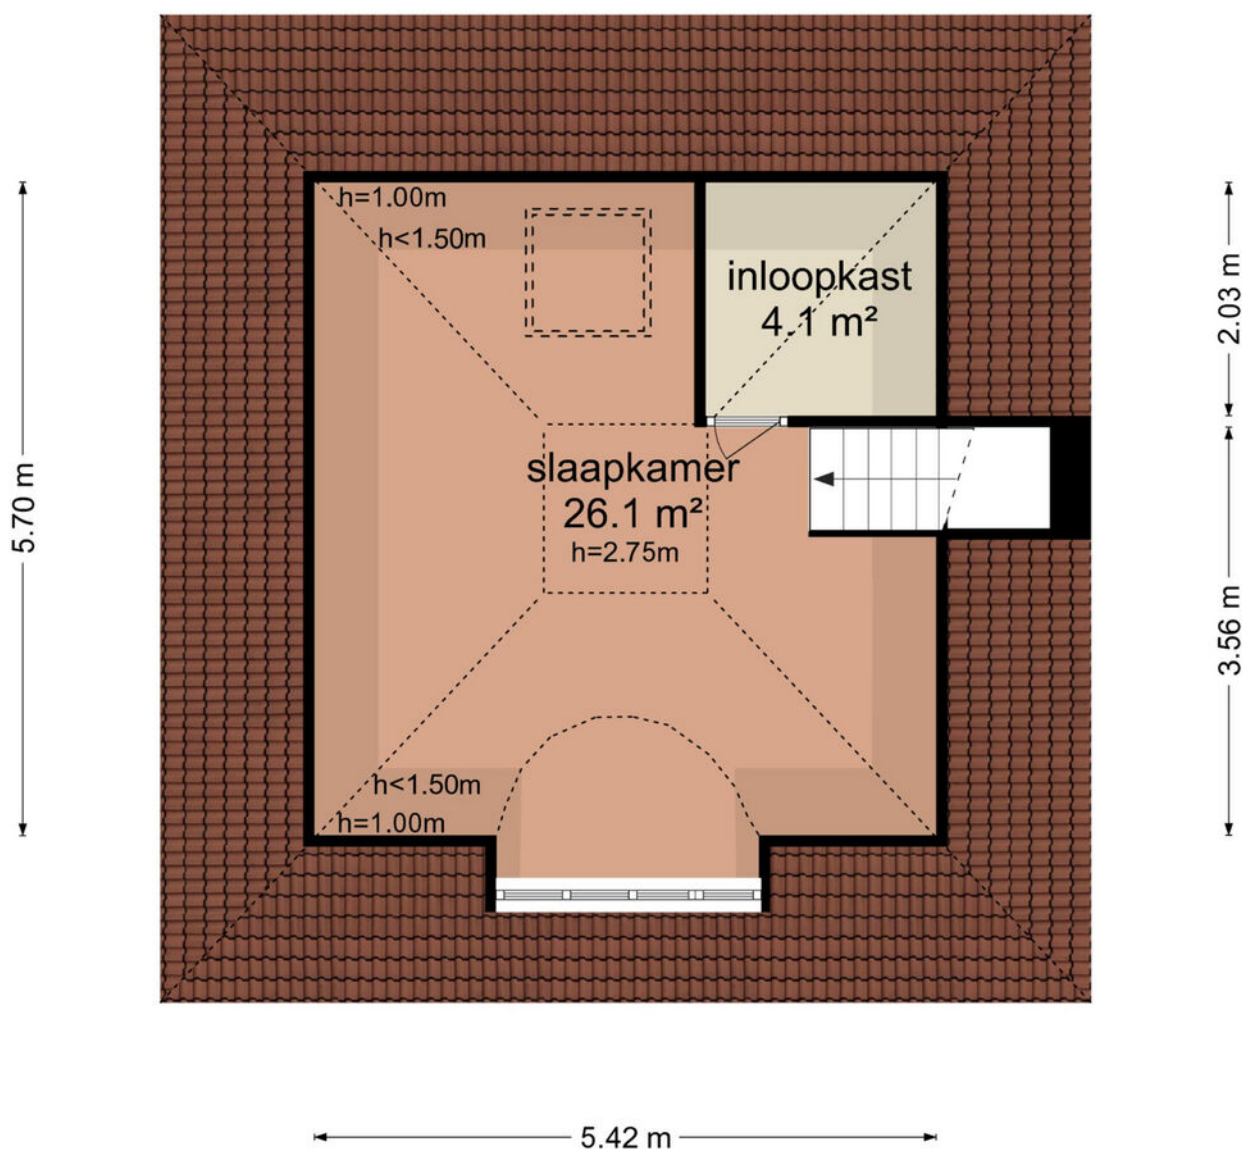 h=1.00m
h<1.50m
inloopkast
4.1 m²
2.03 m
5.70 m
slaapkamer
26.1 m²
h=2.75m
3.56 m
h<1.50m
h=1.00m
5.42 m